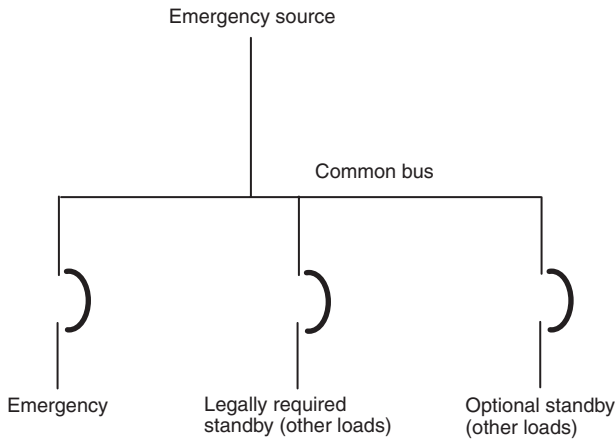 Emergency source
Common bus
Emergency
Legally required
standby (other loads)
Optional standby
(other loads)